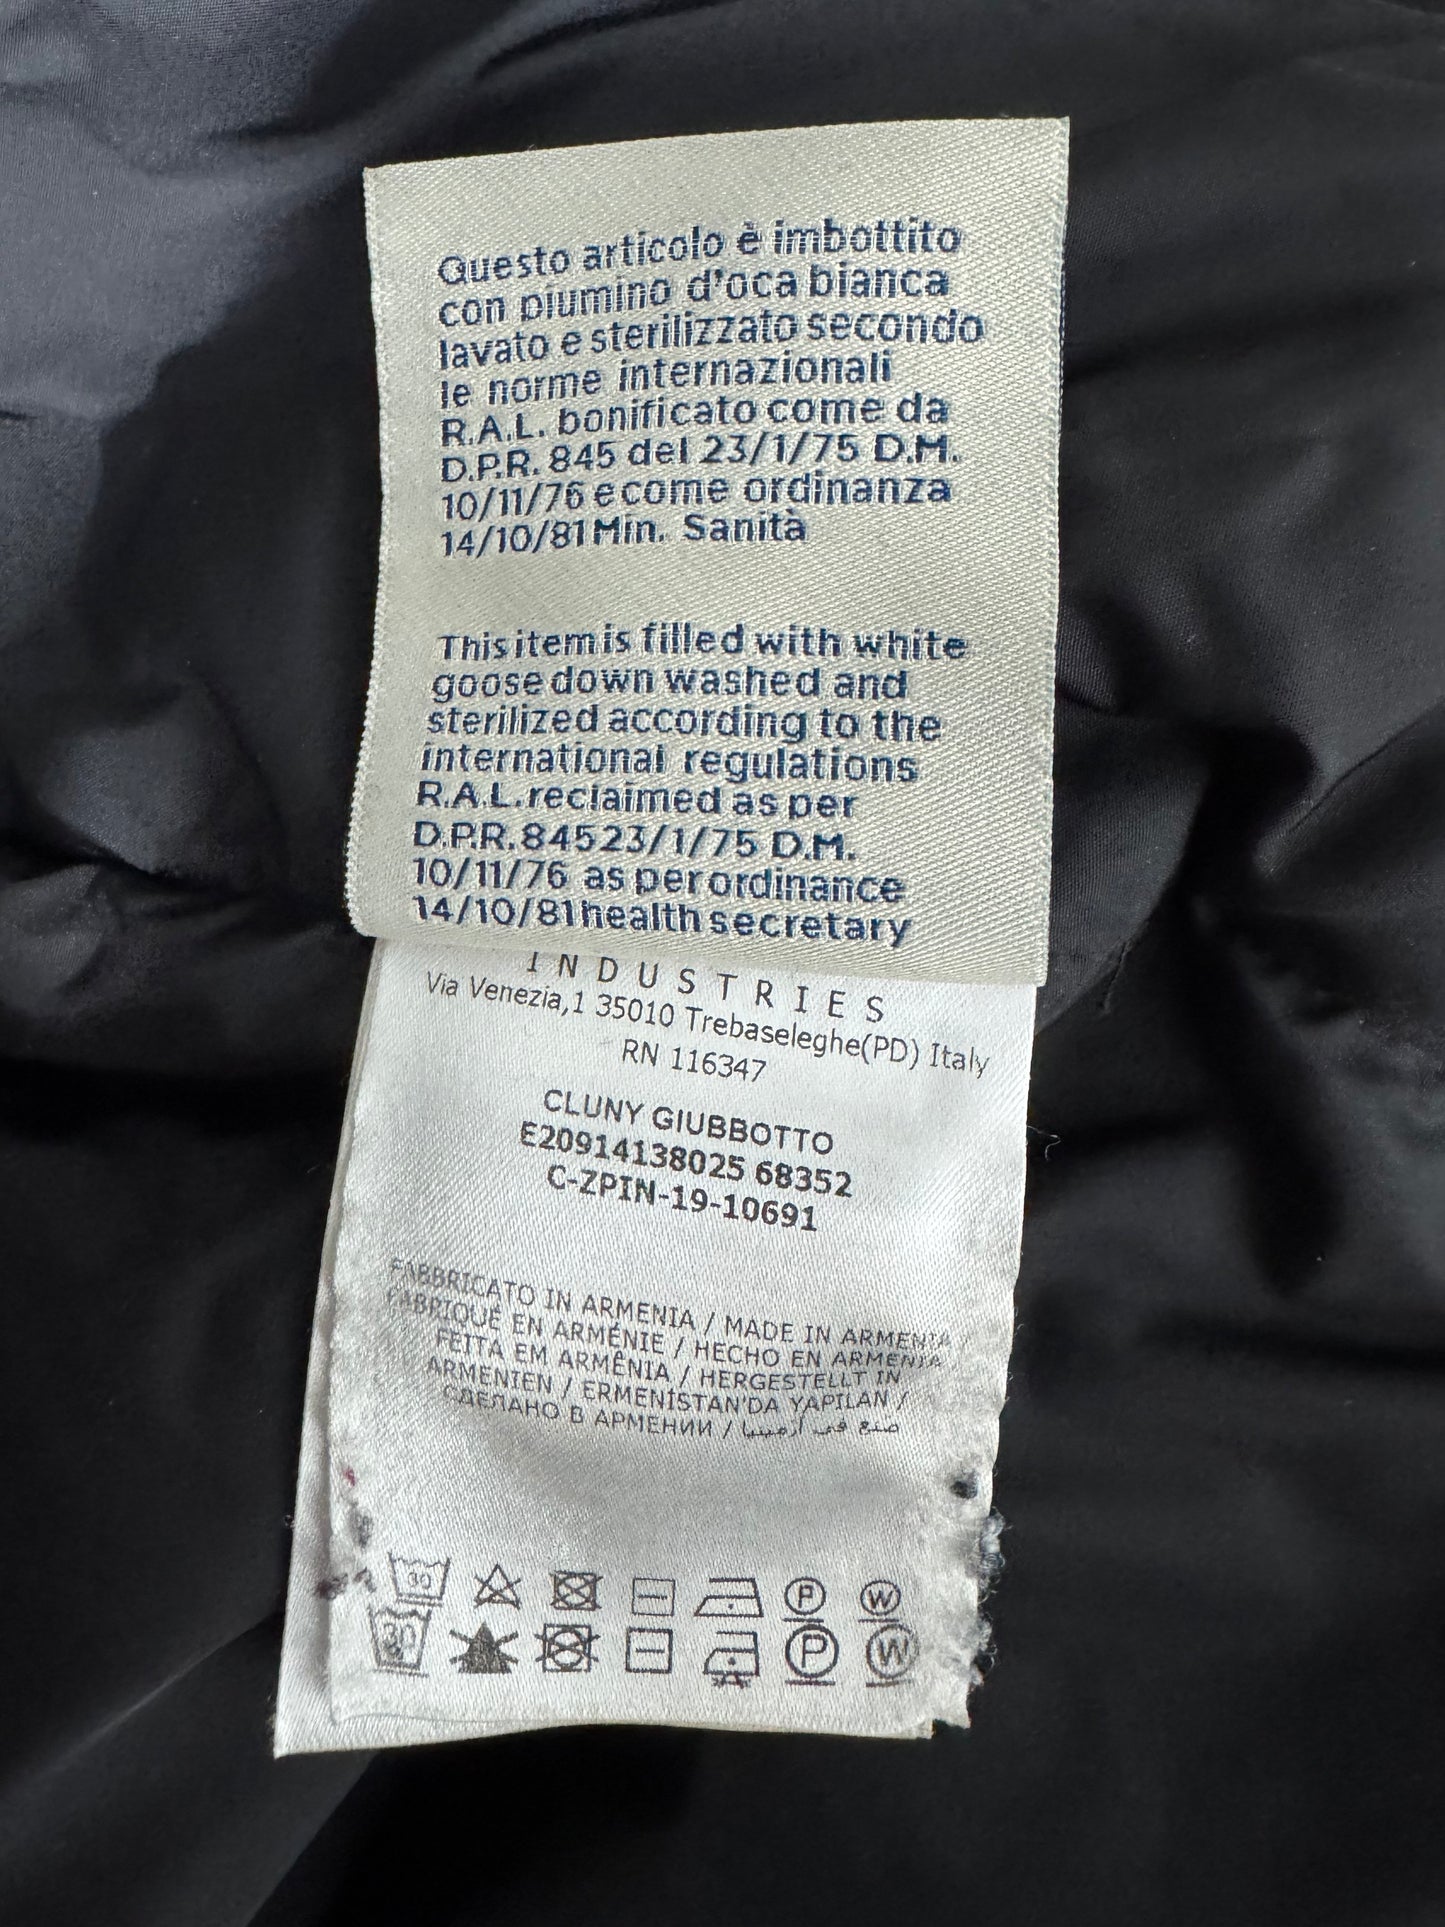 Questo articolo è imbottito
con piumino d'oca bianca
lavato e sterilizzato secondo
le norme internazionali
R.A.L. bonificato come da
D.P.R. 845 del 23/1/75 D.M.
10/11/76 e come ordinanza
14/10/81 Min. Sanità
This item is filled with white
goose down washed and
sterilized according to the
international regulations
R.A.L. reclaimed as per
D.P.R. 845 23/1/75 D.M.
10/11/76 as per ordinance
14/10/81 health secretary
INDUSTRIES
Via Venezia,1 35010 Trebaseleghe(PD) Italy
RN 116347
CLUNY GIUBBOTTO
E20914138025 68352
C-ZPIN-19-10691
FABBRICATO IN ARMENIA / MADE IN ARMENIA /
FABRIQUÉ EN ARMÉNIE / HECHO EN ARMENIA
FEITA EM ARMÊNIA / HERGESTELLT IN
ARMENIEN / ERMENİSTAN'DA YAPILAN /
СДЕЛАНО В АРМЕНИИ / صنع في أرمينيا
30 P W
30 P W